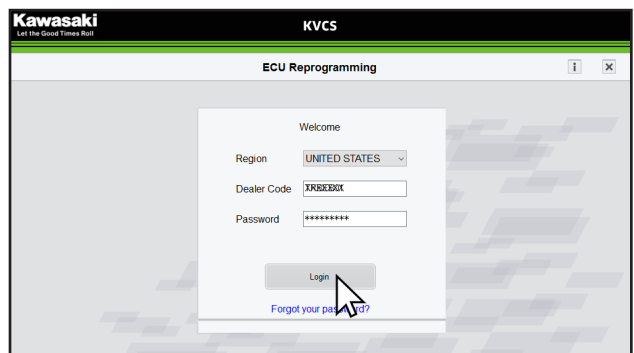 Kawasaki
Let the Good Times Roll
KVCS
ECU Reprogramming
i
×
Welcome
Region UNITED STATES
Dealer Code
Password *********
Login
Forgot your password?